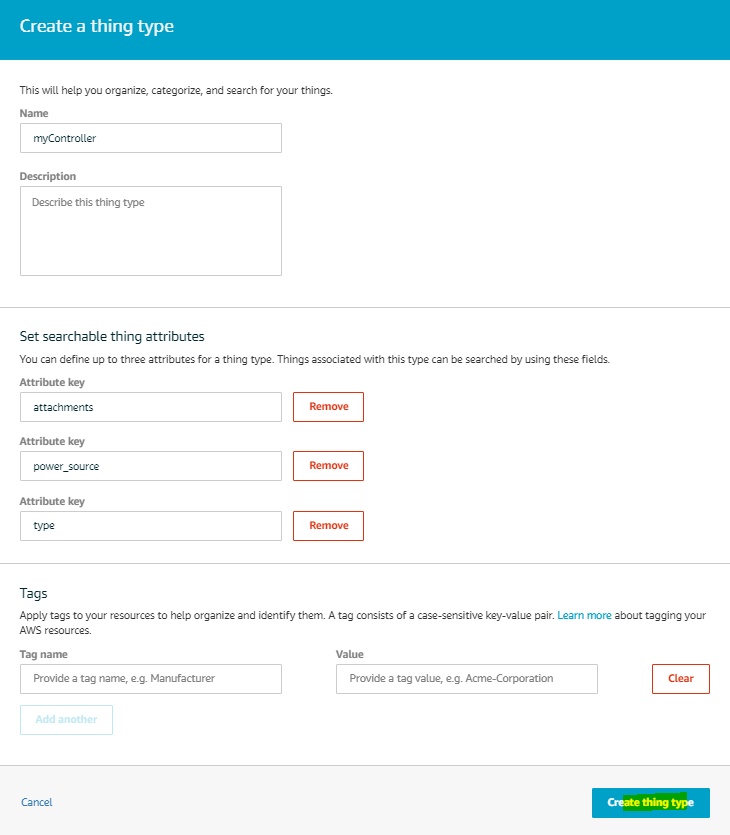 Create a thing type
This will help you organize, categorize, and search for your things.
Name
myController
Description
Describe this thing type
Set searchable thing attributes
You can define up to three attributes for a thing type. Things associated with this type can be searched by using these fields.
Attribute key
attachments
Remove
Attribute key
power_source
Remove
Attribute key
type
Remove
Tags
Apply tags to your resources to help organize and identify them. A tag consists of a case-sensitive key-value pair. Learn more about tagging your
AWS resources.
Tag name
Value
Provide a tag name, e.g. Manufacturer
Provide a tag value, e.g. Acme-Corporation
Clear
Add another
Cancel
Create thing type